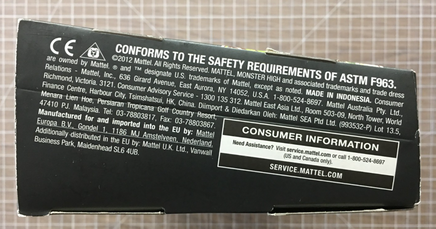 CE
CONFORMS TO THE SAFETY REQUIREMENTS OF ASTM F963.
©2012 Mattel. All Rights Reserved. MATTEL, MONSTER HIGH and associated trademarks and trade dress
are owned by Mattel. ® and ™ designate U.S. trademarks of Mattel, except as noted. MADE IN INDONESIA. Consumer
Relations - Mattel, Inc., 636 Girard Avenue, East Aurora, NY 14052, U.S.A. 1-800-524-8697. Mattel Australia Pty. Ltd.,
Richmond, Victoria. 3121. Consumer Advisory Service - 1300 135 312. Mattel East Asia Ltd., Room 503-09, North Tower, World
Finance Centre, Harbour City, Tsimshatsui, HK, China. Diimport & Diedarkan Oleh: Mattel SEA Ptd Ltd. (993532-P) Lot 13.5,
Menara Lien Hoe, Persiaran Tropicana Golf Country Resort,
47410 PJ. Malaysia. Tel: 03-78803817, Fax: 03-78803867.
Manufactured for and imported into the EU by: Mattel
Europa B.V., Gondel 1, 1186 MJ Amstelveen, Nederland.
Additionally distributed in the EU by: Mattel U.K. Ltd., Vanwall
Business Park, Maidenhead SL6 4UB.
CONSUMER INFORMATION
Need Assistance? Visit service.mattel.com or call 1-800-524-8697
(US and Canada only).
SERVICE.MATTEL.COM